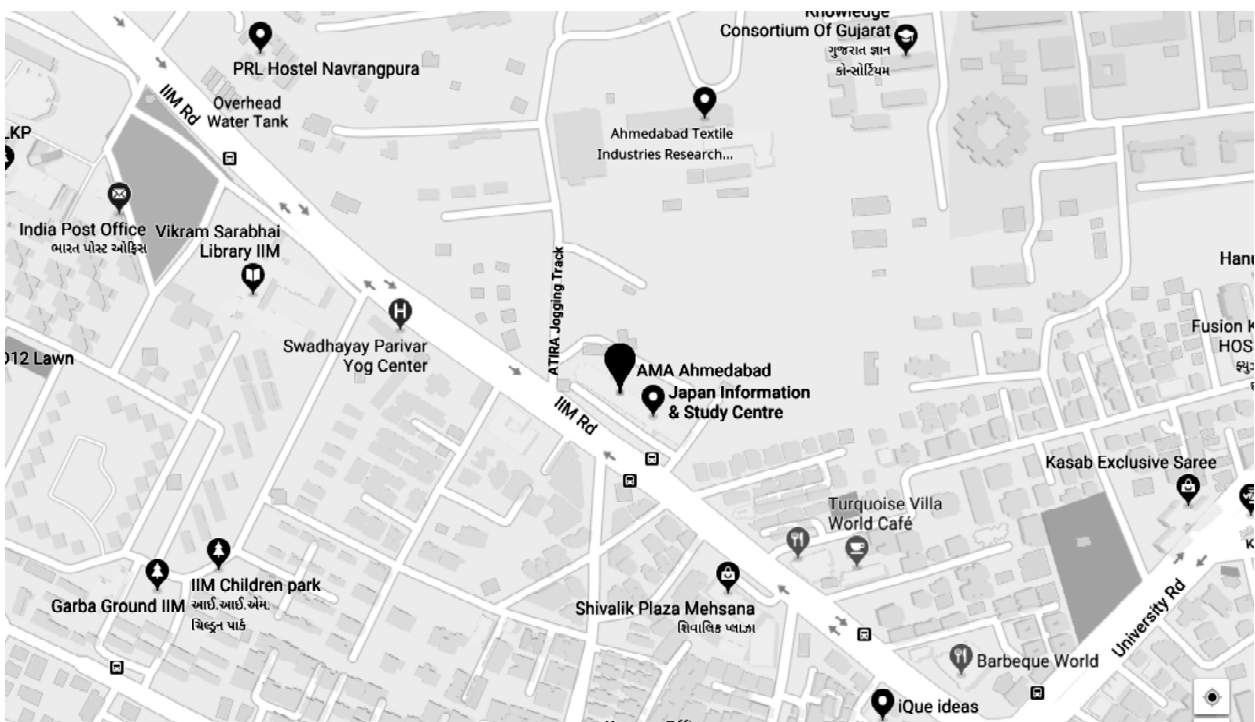 Knowledge
Consortium Of Gujarat
ગુજરાત જ્ઞાન
કોન્સોર્ટિયમ
PRL Hostel Navrangpura
IIM Rd
Overhead
Water Tank
Ahmedabad Textile
Industries Research...
LKP
India Post Office
ભારત પોસ્ટ ઓફિસ
Vikram Sarabhai
Library IIM
ATIRA Jogging Track
H
Swadhayay Parivar
Yog Center
012 Lawn
AMA Ahmedabad
Japan Information
& Study Centre
IIM Rd
Fusion K
HOS
Kasab Exclusive Saree
Turquoise Villa
World Café
IIM Children park
આઈ.આઈ.એમ.
ચિલ્ડ્રન પાર્ક
Garba Ground IIM
Shivalik Plaza Mehsana
શિવાલિક પ્લાઝા
University Rd
Barbeque World
iQue ideas